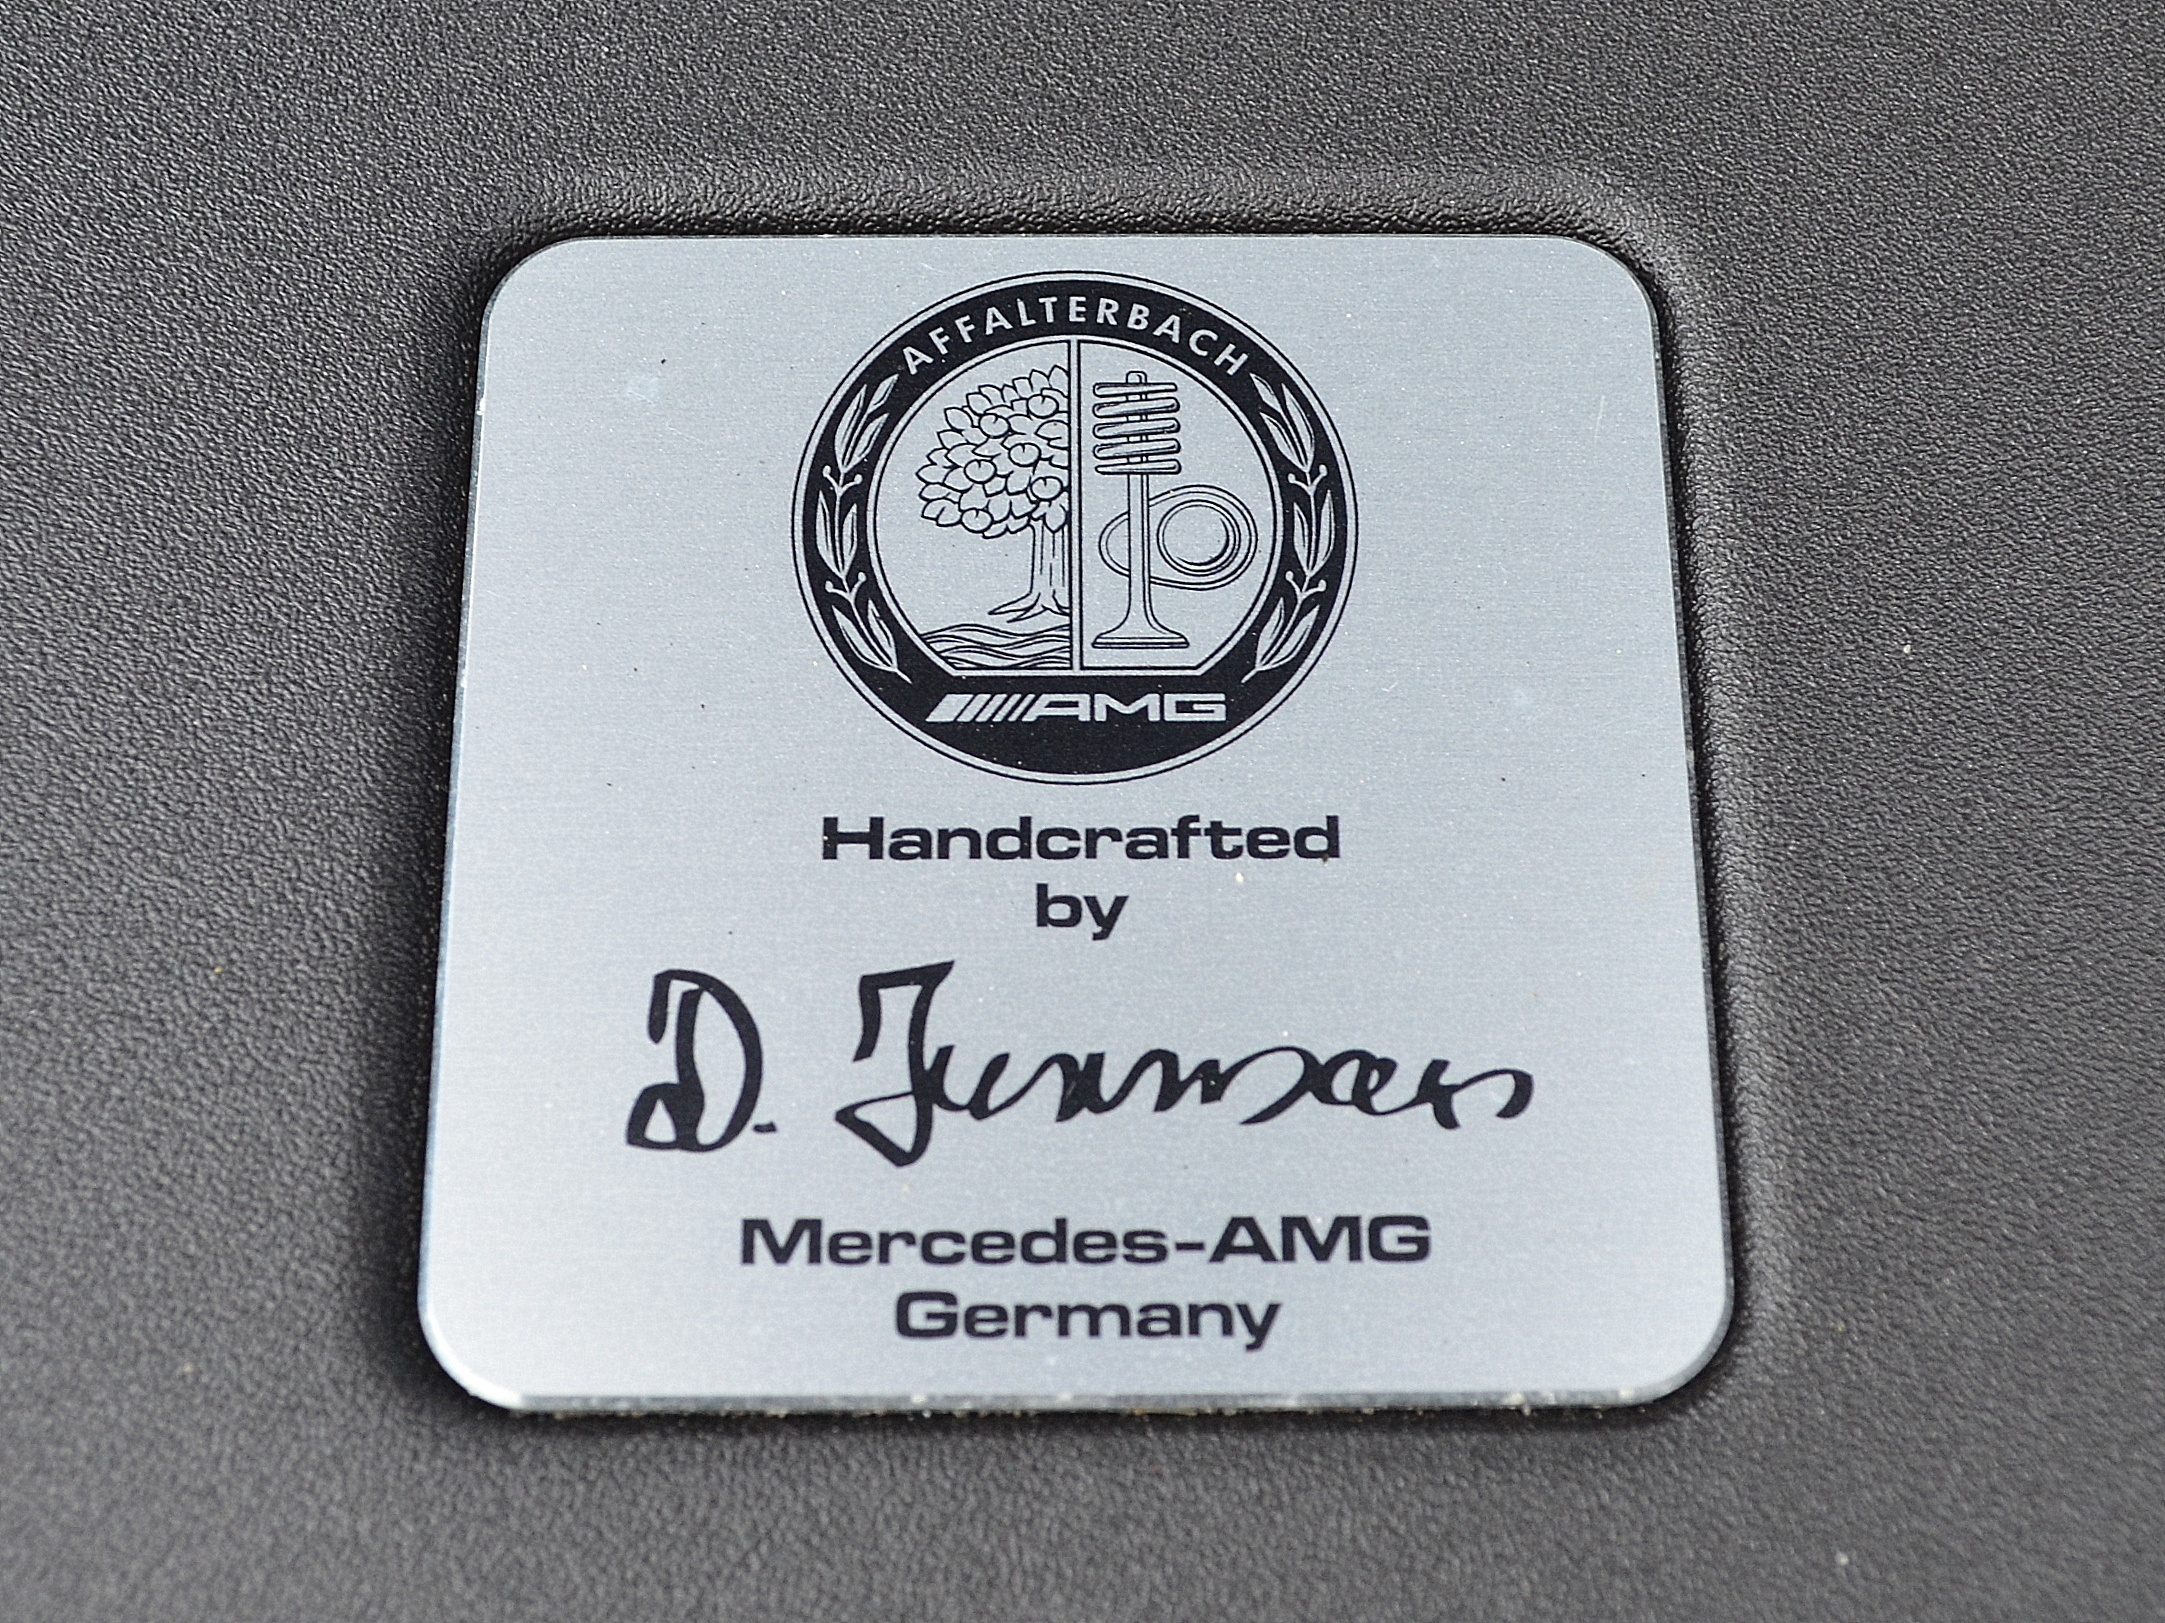 AFFALTERBACH
AMG
Handcrafted
by
D.
Mercedes-AMG
Germany